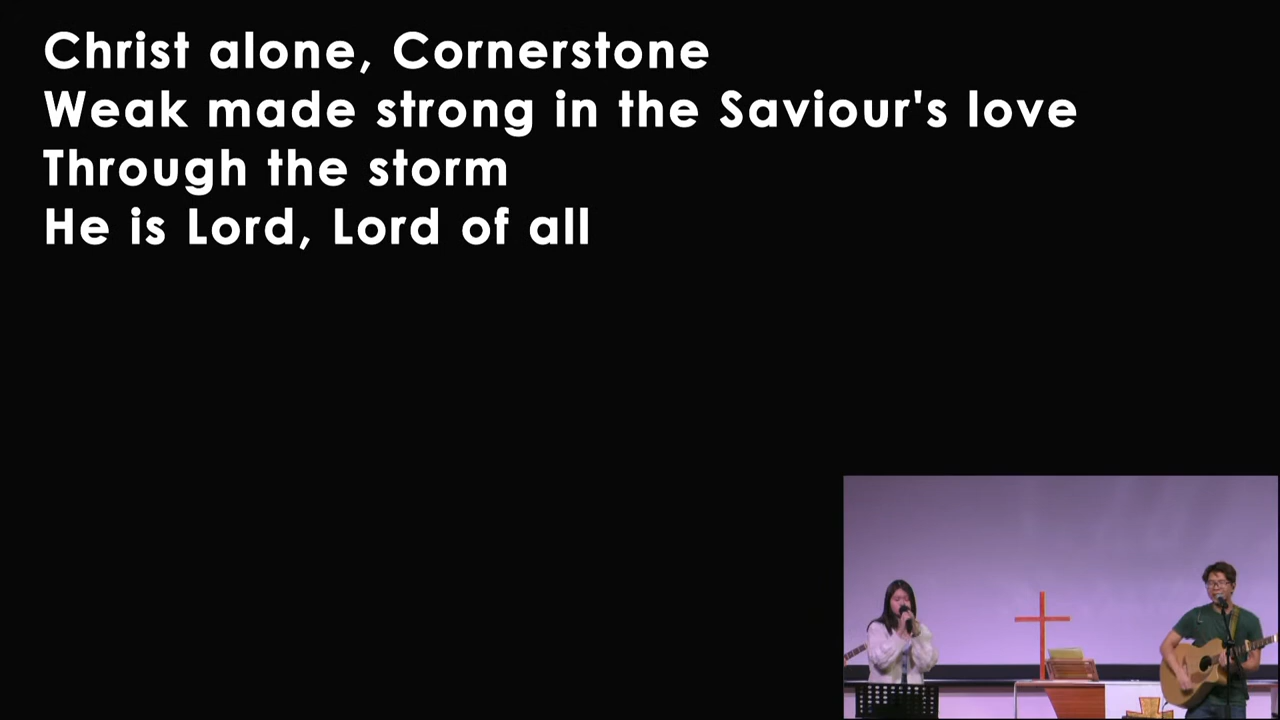 Christ alone, Cornerstone
Weak made strong in the Saviour's love
Through the storm
He is Lord, Lord of all